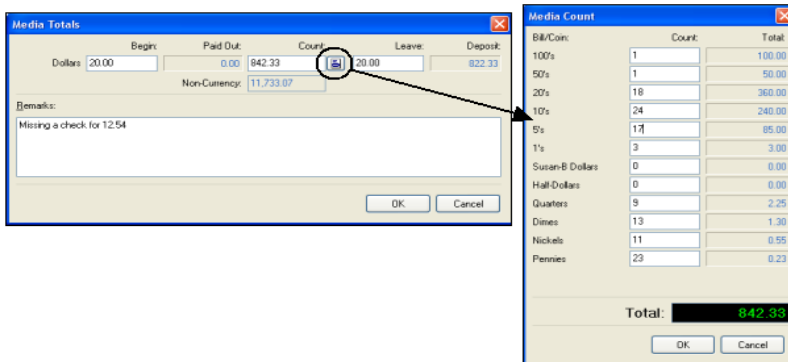 Media Totals
Begin: Paid Out: Count: Leave: Deposit:
Dollars 20.00 0.00 842.33 20.00 822.33
Non-Currency: 11,733.07
Remarks:
Missing a check for 12.54
OK Cancel
Media Count
Bill/Coin: Count: Total:
100's 1 100.00
50's 1 50.00
20's 18 360.00
10's 24 240.00
5's 17 85.00
1's 3 3.00
Susan-B Dollars 0 0.00
Half-Dollars 0 0.00
Quarters 9 2.25
Dimes 13 1.30
Nickels 11 0.55
Pennies 23 0.23
Total: 842.33
OK Cancel